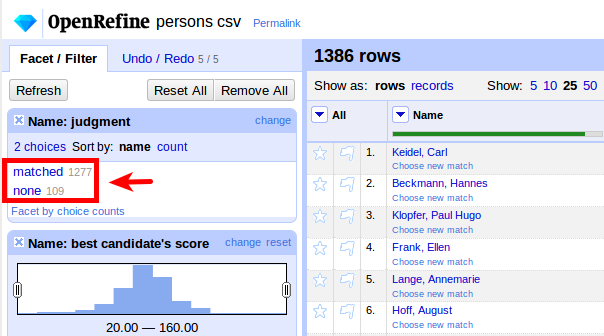 OpenRefine persons csv Permalink
Facet / Filter Undo / Redo 5 / 5
Refresh Reset All Remove All
Name: judgment change
2 choices Sort by: name count
matched 1277
none 109
Facet by choice counts
Name: best candidate's score change reset
20.00 — 160.00
1386 rows
Show as: rows records Show: 5 10 25 50
All Name
1. Keidel, Carl
Choose new match
2. Beckmann, Hannes
Choose new match
3. Klopfer, Paul Hugo
Choose new match
4. Frank, Ellen
Choose new match
5. Lange, Annemarie
Choose new match
6. Hoff, August
Choose new match